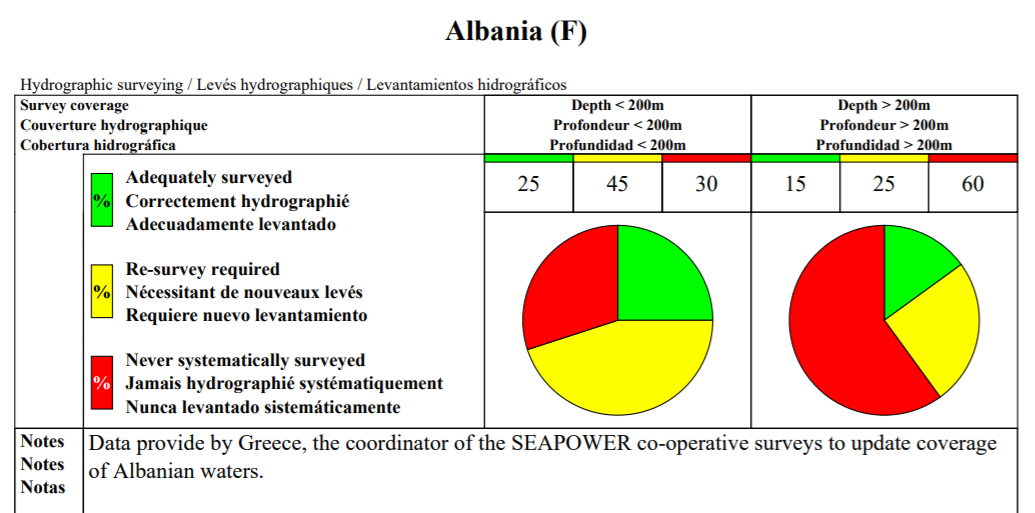 Albania (F)
Hydrographic surveying / Levés hydrographiques / Levantamientos hidrográficos
Survey coverage
Couverture hydrographique
Cobertura hidrográfica
Depth < 200m
Profondeur < 200m
Profundidad < 200m
Depth > 200m
Profondeur > 200m
Profundidad > 200m
25 45 30 15 25 60
%
Adequately surveyed
Correctement hydrographié
Adecuadamente levantado
%
Re-survey required
Nécessitant de nouveaux levés
Requiere nuevo levantamiento
%
Never systematically surveyed
Jamais hydrographié systématiquement
Nunca levantado sistemáticamente
Notes
Notes
Notas
Data provide by Greece, the coordinator of the SEAPOWER co-operative surveys to update coverage
of Albanian waters.